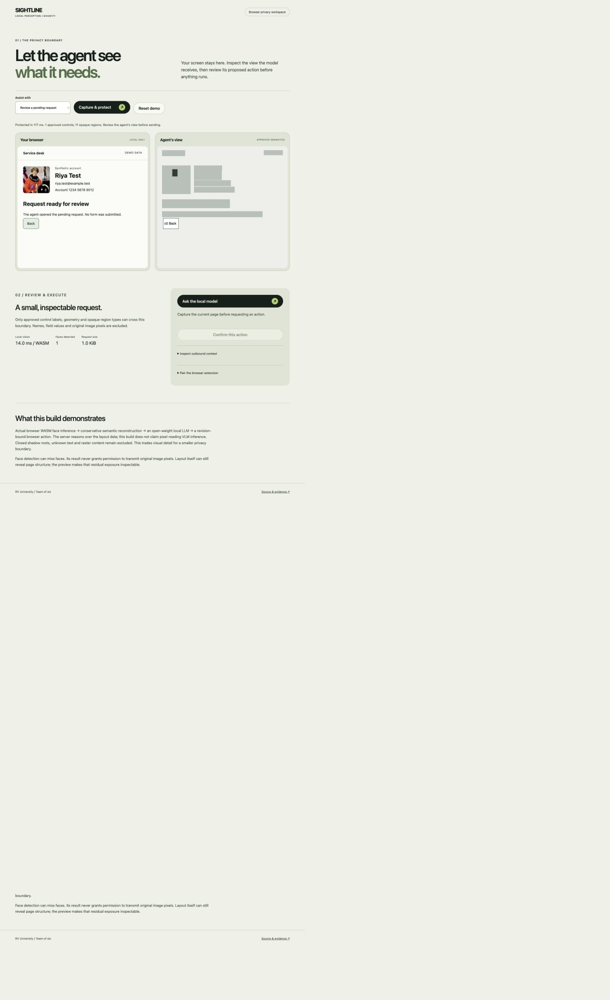 SIGHTLINE
LOCAL PERCEPTION / SIH26171
Browser privacy workspace
01 / THE PRIVACY BOUNDARY
Let the agent see
what it needs.
Your screen stays here. Inspect the view the model
receives, then review its proposed action before
anything runs.
Assist with
Review a pending request
Capture & protect
Reset demo
Protected in 117 ms. 1 approved controls; 11 opaque regions. Review the agent's view before sending.
Your browser
LOCAL ONLY
Service desk
DEMO DATA
Synthetic account
Riya Test
riya.test@example.test
Account 1234 5678 9012
Request ready for review
The agent opened the pending request. No form was submitted.
Back
Agent's view
APPROVED SEMANTICS
c0 Back
02 / REVIEW & EXECUTE
A small, inspectable request.
Only approved control labels, geometry and opaque region types can cross this
boundary. Names, field values and original image pixels are excluded.
Local vision
14.0 ms / WASM
Faces detected
1
Request size
1.0 KiB
Ask the local model
Capture the current page before requesting an action.
Confirm this action
Inspect outbound context
Pair the browser extension
What this build demonstrates
Actual browser WASM face inference → conservative semantic reconstruction → an open-weight local LLM → a revision-
bound browser action. The server reasons over the layout data; this build does not claim pixel-reading VLM inference.
Closed shadow roots, unknown text and raster content remain excluded. This trades visual detail for a smaller privacy
boundary.
Face detection can miss faces. Its result never grants permission to transmit original image pixels. Layout itself can still
reveal page structure; the preview makes that residual exposure inspectable.
RV University / Team of six
Source & evidence ↗
boundary.
Face detection can miss faces. Its result never grants permission to transmit original image pixels. Layout itself can still
reveal page structure; the preview makes that residual exposure inspectable.
RV University / Team of six
Source & evidence ↗